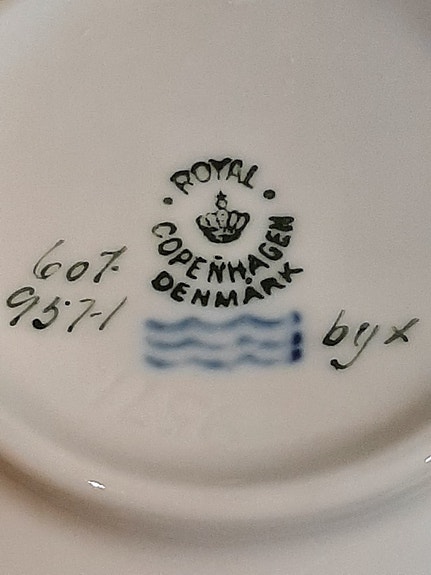 ROYAL
COPENHAGEN
DENMARK
607.
957-1
byx